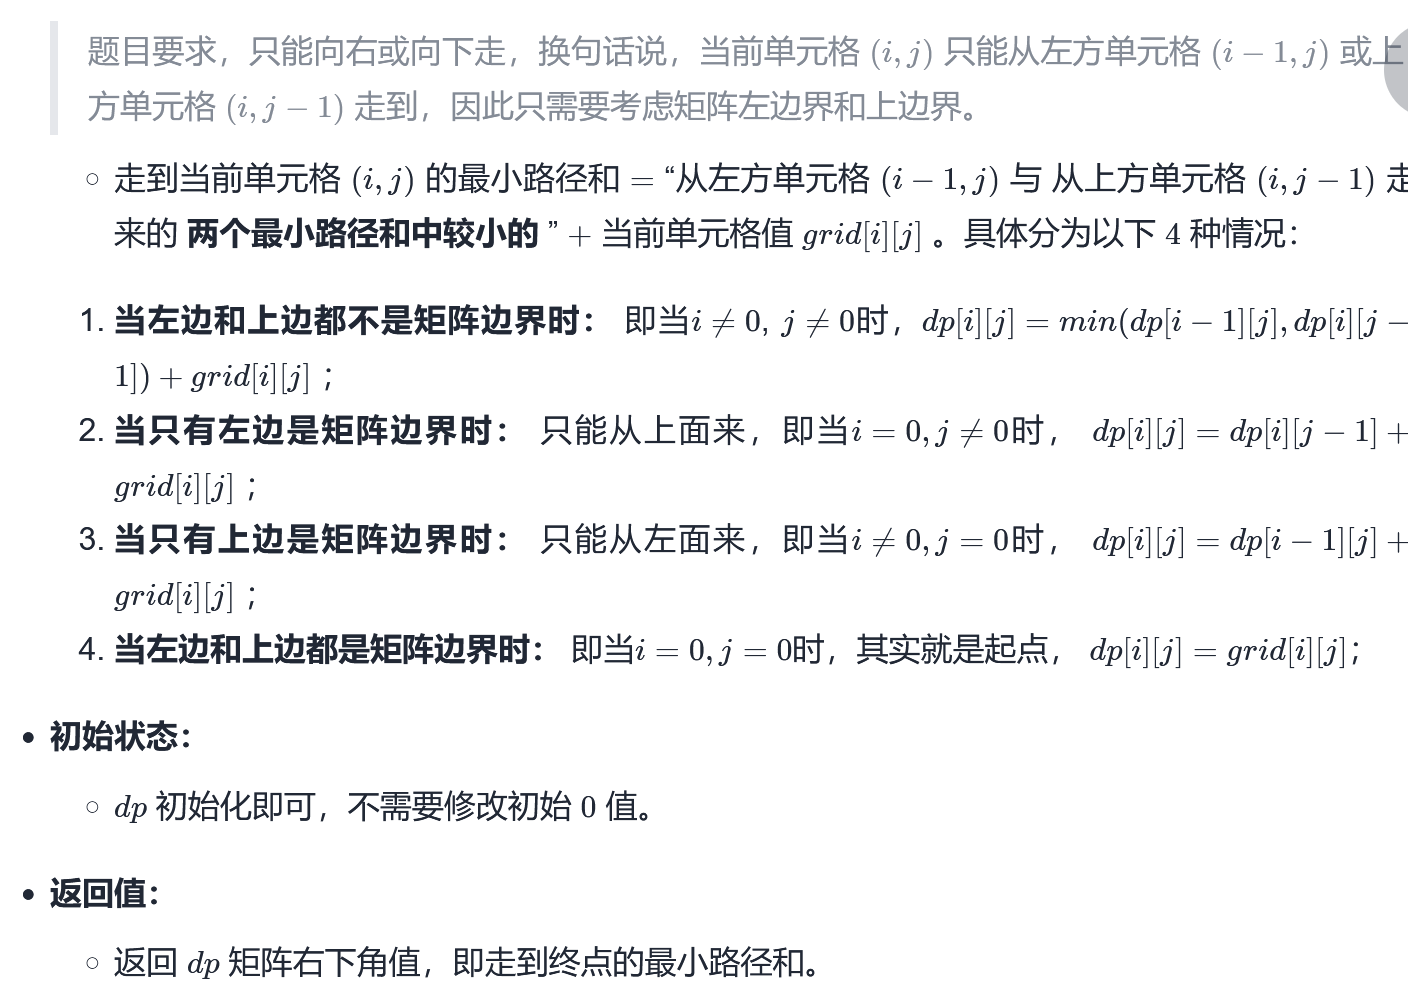 题目要求，只能向右或向下走，换句话说，当前单元格 (i, j) 只能从左方单元格 (i − 1, j) 或上
方单元格 (i, j − 1) 走到，因此只需要考虑矩阵左边界和上边界。
○ 走到当前单元格 (i, j) 的最小路径和 = “从左方单元格 (i − 1, j) 与 从上方单元格 (i, j − 1) 走
来的 两个最小路径和中较小的 ” + 当前单元格值 grid[i][j] 。具体分为以下 4 种情况：
1. 当左边和上边都不是矩阵边界时： 即当i ≠ 0, j ≠ 0时，dp[i][j] = min(dp[i − 1][j], dp[i][j −
1]) + grid[i][j] ；
2. 当只有左边是矩阵边界时： 只能从上面来，即当i = 0, j ≠ 0时， dp[i][j] = dp[i][j − 1] +
grid[i][j] ；
3. 当只有上边是矩阵边界时： 只能从左面来，即当i ≠ 0, j = 0时， dp[i][j] = dp[i − 1][j] +
grid[i][j] ；
4. 当左边和上边都是矩阵边界时： 即当i = 0, j = 0时，其实就是起点， dp[i][j] = grid[i][j]；
• 初始状态：
○ dp 初始化即可，不需要修改初始 0 值。
• 返回值：
○ 返回 dp 矩阵右下角值，即走到终点的最小路径和。